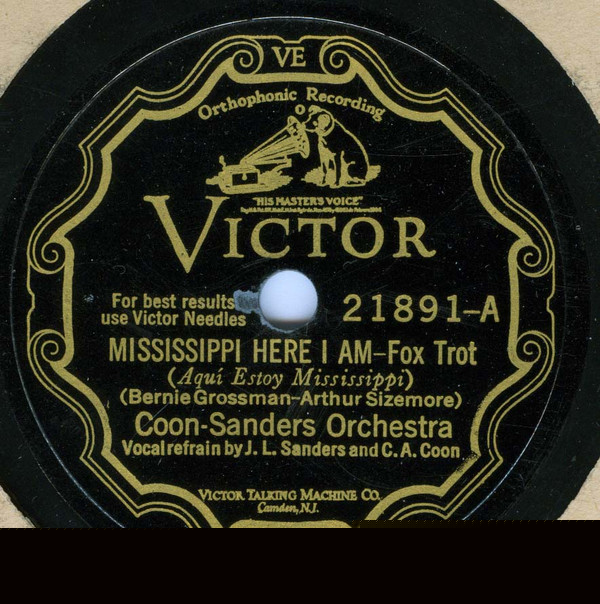 VE
Orthophonic Recording
"HIS MASTER'S VOICE"
VICTOR
For best results
use Victor Needles
21891-A
MISSISSIPPI HERE I AM-Fox Trot
(Aquí Estoy Mississippi)
(Bernie Grossman-Arthur Sizemore)
Coon-Sanders Orchestra
Vocal refrain by J. L. Sanders and C. A. Coon
VICTOR TALKING MACHINE CO.
Camden, N.J.